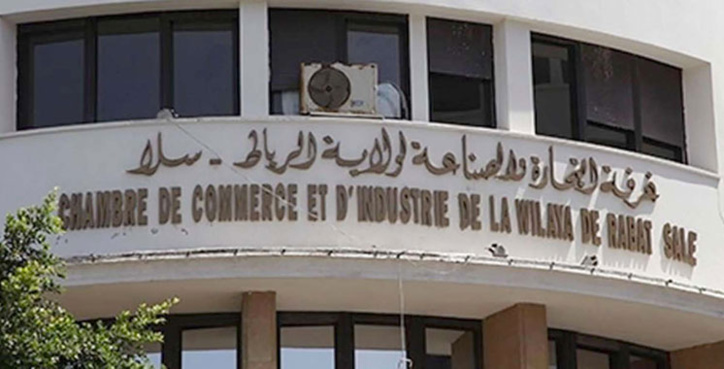 غرفة التجارة والصناعة لولاية الرباط - سلا
CHAMBRE DE COMMERCE ET D'INDUSTRIE DE LA WILAYA DE RABAT SALE